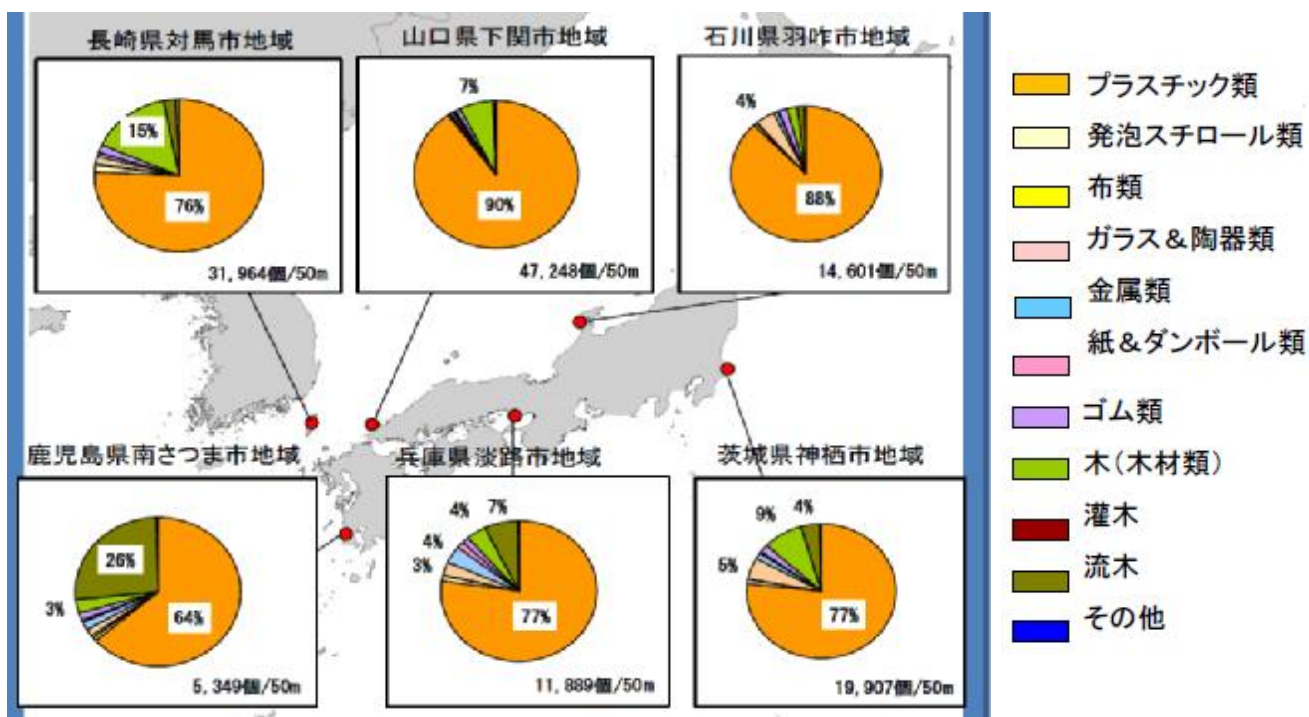 長崎県対馬市地域
15%
76%
31,964個/50m
山口県下関市地域
7%
90%
47,248個/50m
石川県羽咋市地域
4%
88%
14,601個/50m
鹿児島県南さつま市地域
26%
3%
64%
5,349個/50m
兵庫県淡路市地域
7%
4%
4%
3%
77%
11,889個/50m
茨城県神栖市地域
4%
9%
5%
77%
19,907個/50m
プラスチック類
発泡スチロール類
布類
ガラス&陶器類
金属類
紙&ダンボール類
ゴム類
木(木材類)
灌木
流木
その他